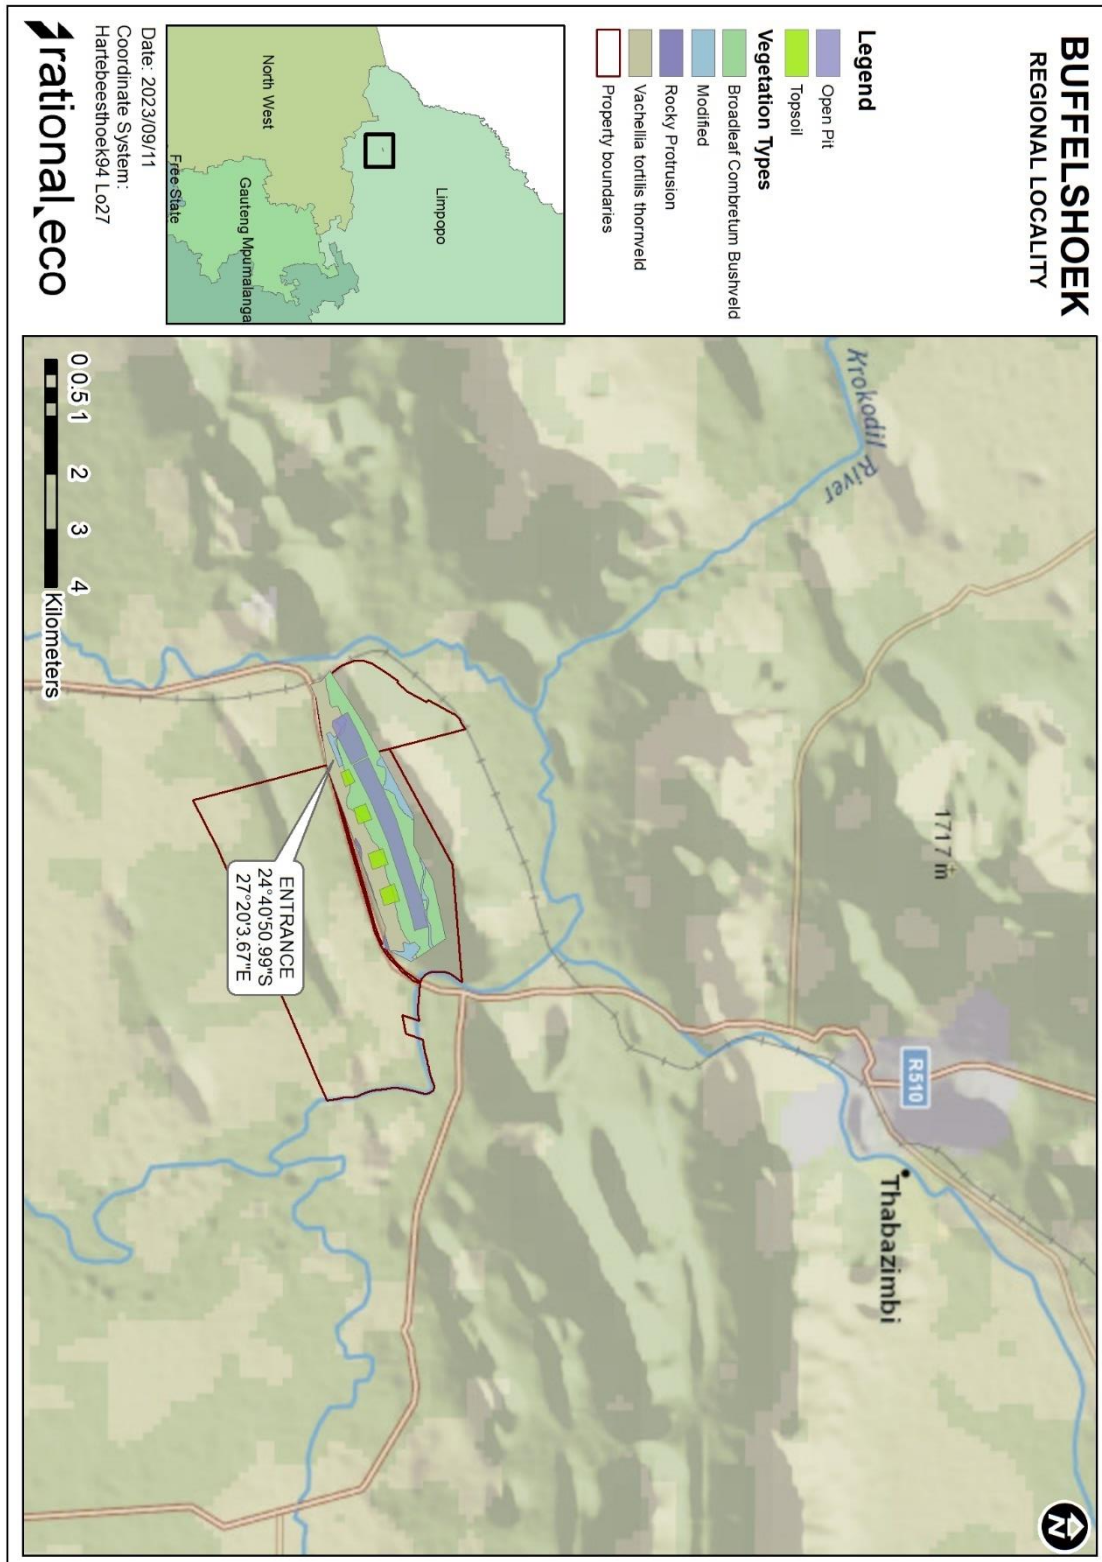 BUFFELSHOEK
REGIONAL LOCALITY
Legend
Open Pit
Topsoil
Vegetation Types
Broadleaf Combretum Bushveld
Modified
Rocky Protrusion
Vachellia tortilis thornveld
Property boundaries
Limpopo
North West
Gauteng
Mpumalanga
Free State
Date: 2023/09/11
Coordinate System:
Hartebeesthoek94 Lo27
rational.eco
Krokodil River
1717 m
R510
Thabazimbi
ENTRANCE
24°40'50.99"S
27°20'3.67"E
0 0.5 1 2 3 4
Kilometers
N